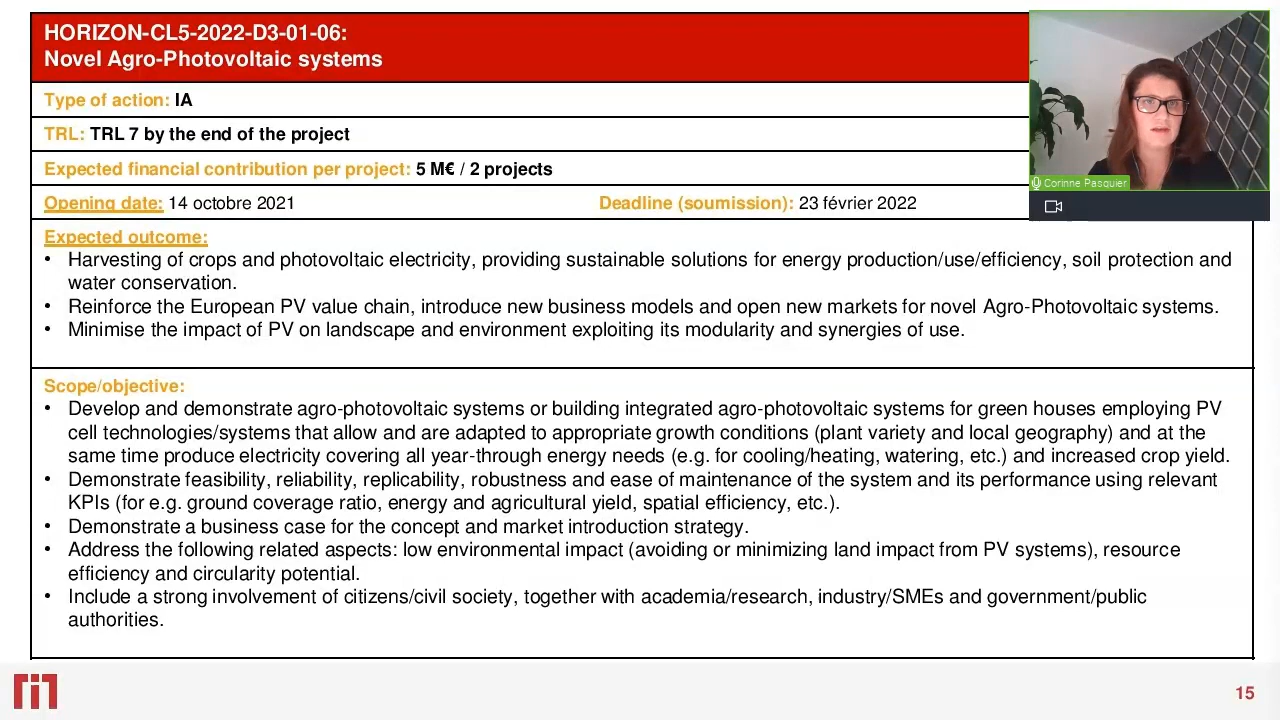 HORIZON-CL5-2022-D3-01-06:
Novel Agro-Photovoltaic systems
Type of action: IA
TRL: TRL 7 by the end of the project
Expected financial contribution per project: 5 M€ / 2 projects
Opening date: 14 octobre 2021 Deadline (soumission): 23 février 2022
Corinne Pasquier
Expected outcome:
• Harvesting of crops and photovoltaic electricity, providing sustainable solutions for energy production/use/efficiency, soil protection and
water conservation.
• Reinforce the European PV value chain, introduce new business models and open new markets for novel Agro-Photovoltaic systems.
• Minimise the impact of PV on landscape and environment exploiting its modularity and synergies of use.
Scope/objective:
• Develop and demonstrate agro-photovoltaic systems or building integrated agro-photovoltaic systems for green houses employing PV
cell technologies/systems that allow and are adapted to appropriate growth conditions (plant variety and local geography) and at the
same time produce electricity covering all year-through energy needs (e.g. for cooling/heating, watering, etc.) and increased crop yield.
• Demonstrate feasibility, reliability, replicability, robustness and ease of maintenance of the system and its performance using relevant
KPIs (for e.g. ground coverage ratio, energy and agricultural yield, spatial efficiency, etc.).
• Demonstrate a business case for the concept and market introduction strategy.
• Address the following related aspects: low environmental impact (avoiding or minimizing land impact from PV systems), resource
efficiency and circularity potential.
• Include a strong involvement of citizens/civil society, together with academia/research, industry/SMEs and government/public
authorities.
15